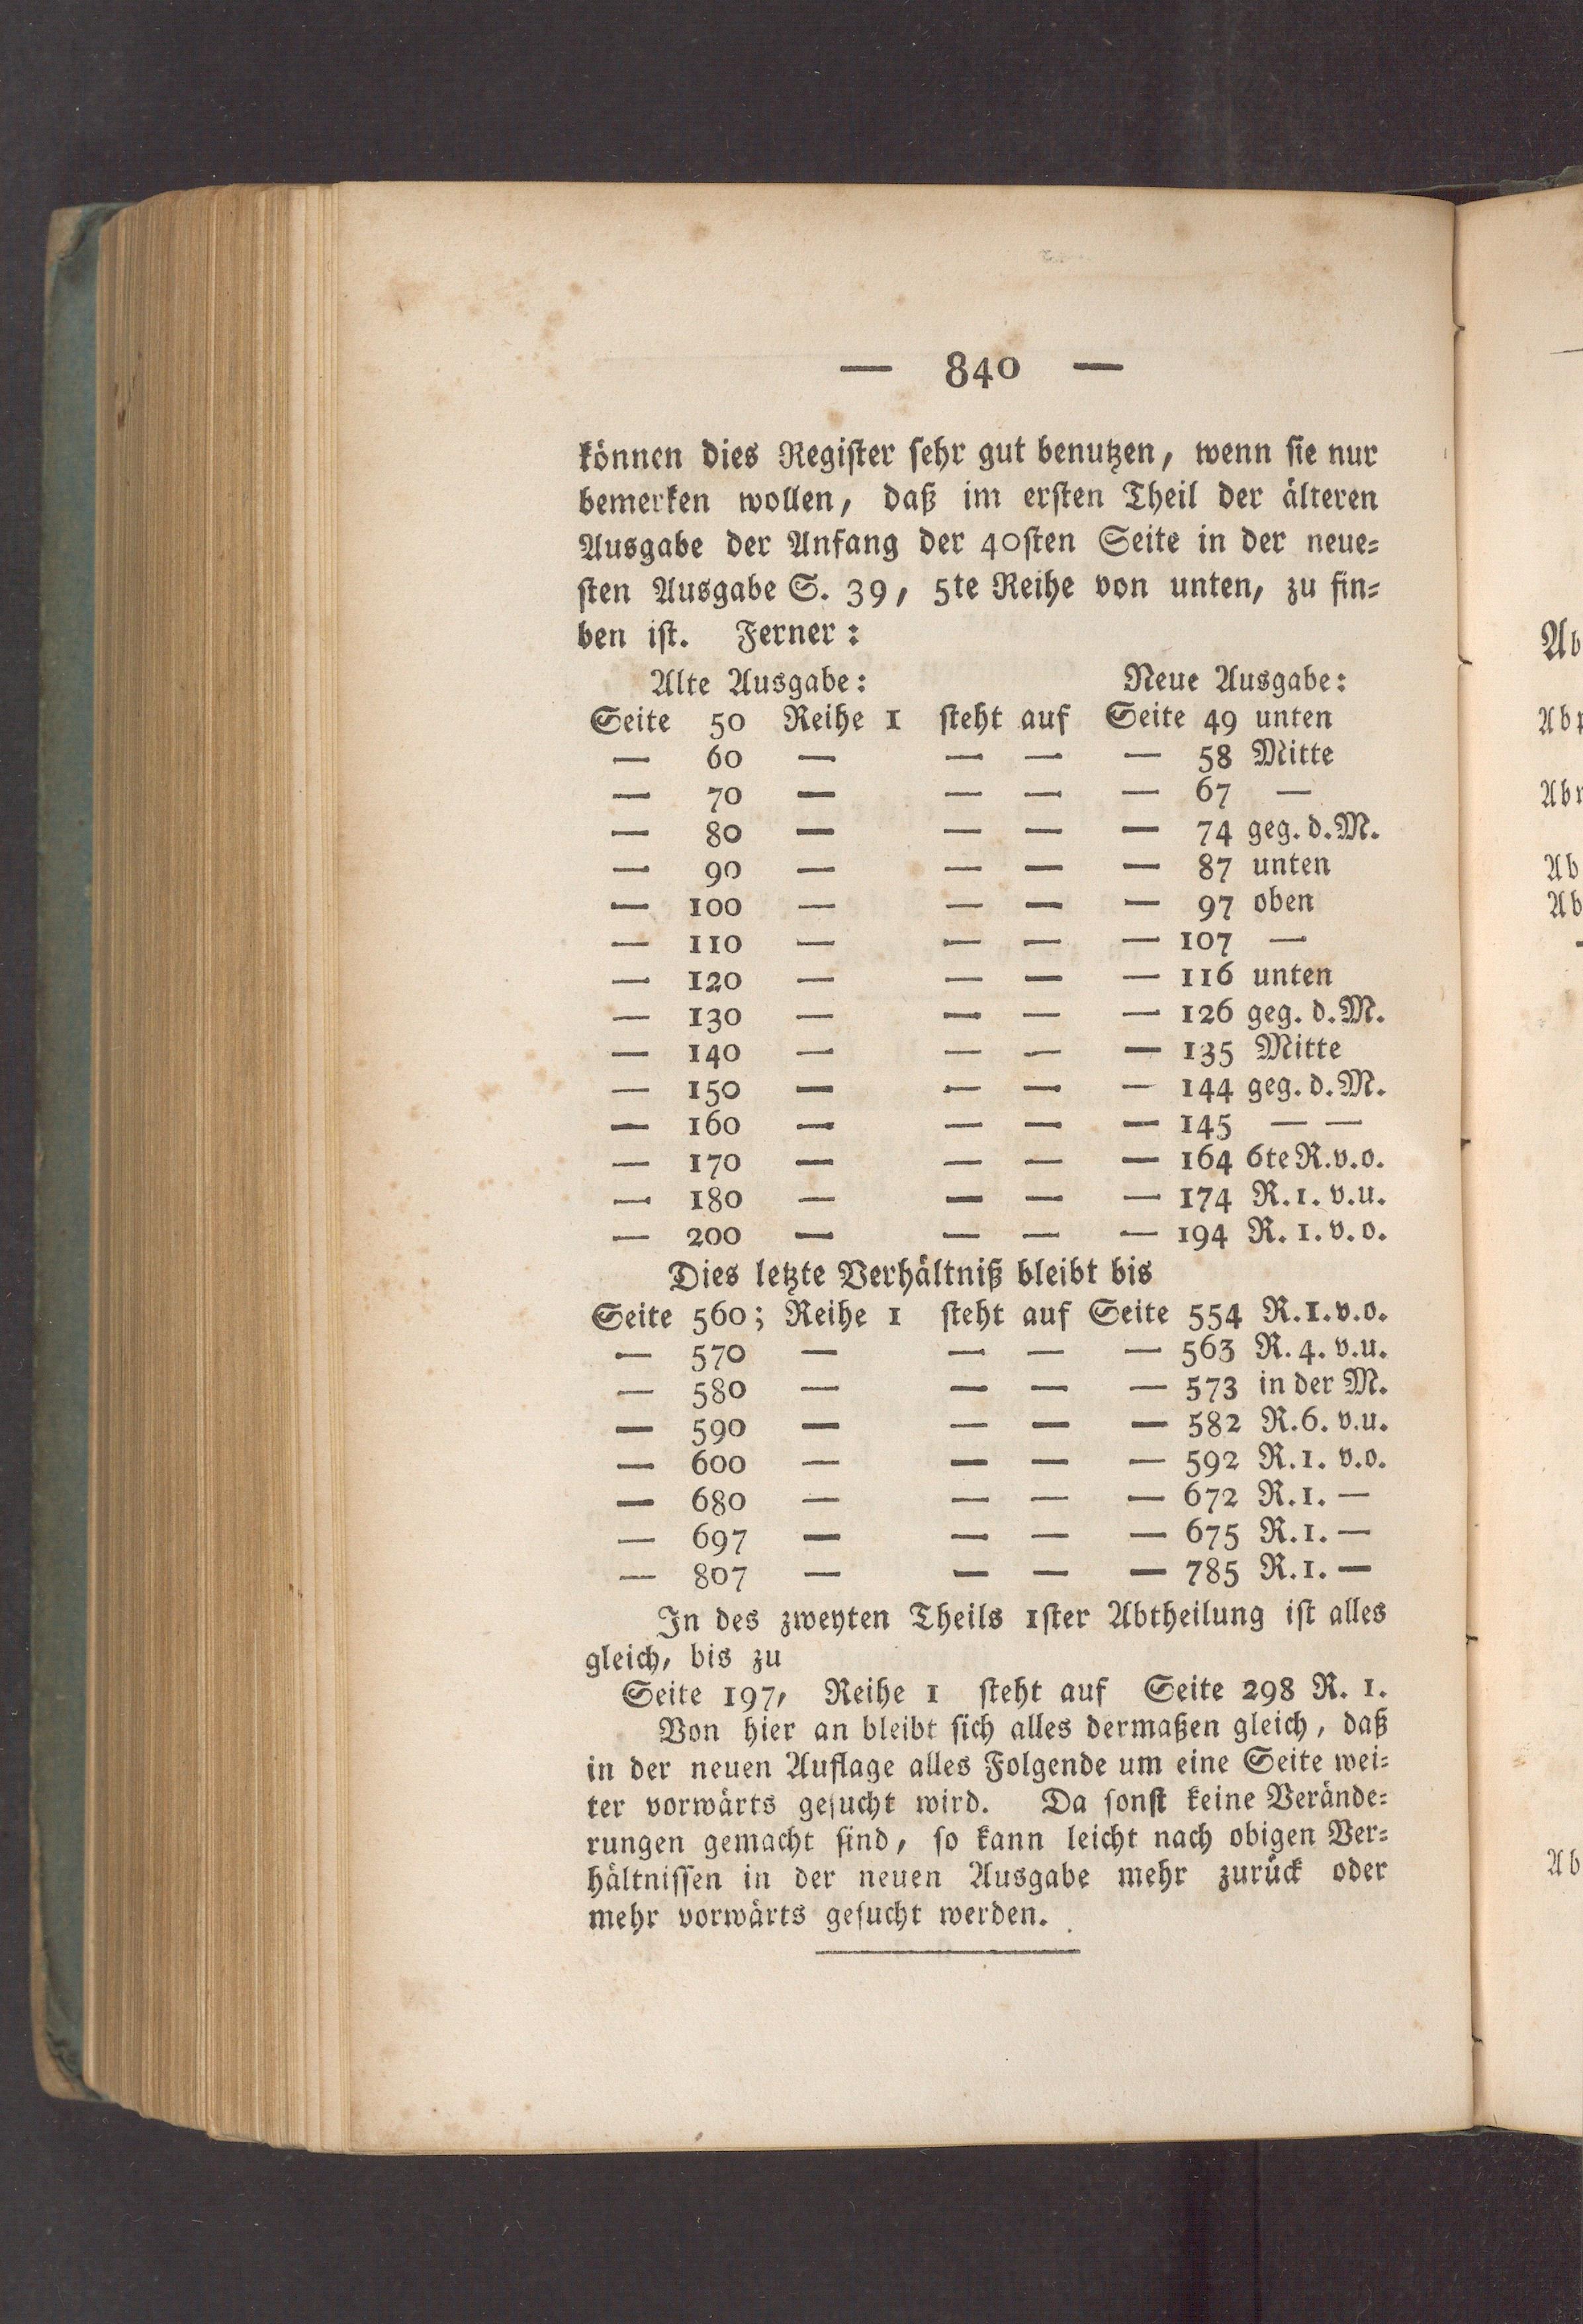 — 840 —
können dies Regiſter ſehr gut benutzen, wenn ſie nur
bemerken wollen, daß im erſten Theil der älteren
Ausgabe der Anfang der 40ſten Seite in der neue⸗
ſten Ausgabe S. 39, 5te Reihe von unten, zu fin⸗
den iſt. Ferner:
Alte Ausgabe: Neue Ausgabe:
Seite 50 Reihe 1 ſteht auf Seite 49 unten
— 60 — — — — 58 Mitte
— 70 — — — — 67 —
— 80 — — — — 74 geg. d. M.
— 90 — — — — 87 unten
— 100 — — — — 97 oben
— 110 — — — — 107 —
— 120 — — — — 116 unten
— 130 — — — — 126 geg. d. M.
— 140 — — — — 135 Mitte
— 150 — — — — 144 geg. d. M.
— 160 — — — — 145 — —
— 170 — — — — 164 6te R. v. o.
— 180 — — — — 174 R. 1. v. u.
— 200 — — — — 194 R. 1. v. o.
Dies letzte Verhältniß bleibt bis
Seite 560; Reihe 1 ſteht auf Seite 554 R. 1. v. o.
— 570 — — — — 563 R. 4. v. u.
— 580 — — — — 573 in der M.
— 590 — — — — 582 R. 6. v. u.
— 600 — — — — 592 R. 1. v. o.
— 680 — — — — 672 R. 1. —
— 697 — — — — 675 R. 1. —
— 807 — — — — 785 R. 1. —
In des zweyten Theils 1ſter Abtheilung iſt alles
gleich, bis zu
Seite 197, Reihe 1 ſteht auf Seite 298 R. 1.
Von hier an bleibt ſich alles dermaßen gleich, daß
in der neuen Auflage alles Folgende um eine Seite wei⸗
ter vorwärts geſucht wird. Da ſonſt keine Verände⸗
rungen gemacht ſind, ſo kann leicht nach obigen Ver⸗
hältniſſen in der neuen Ausgabe mehr zurück oder
mehr vorwärts geſucht werden.